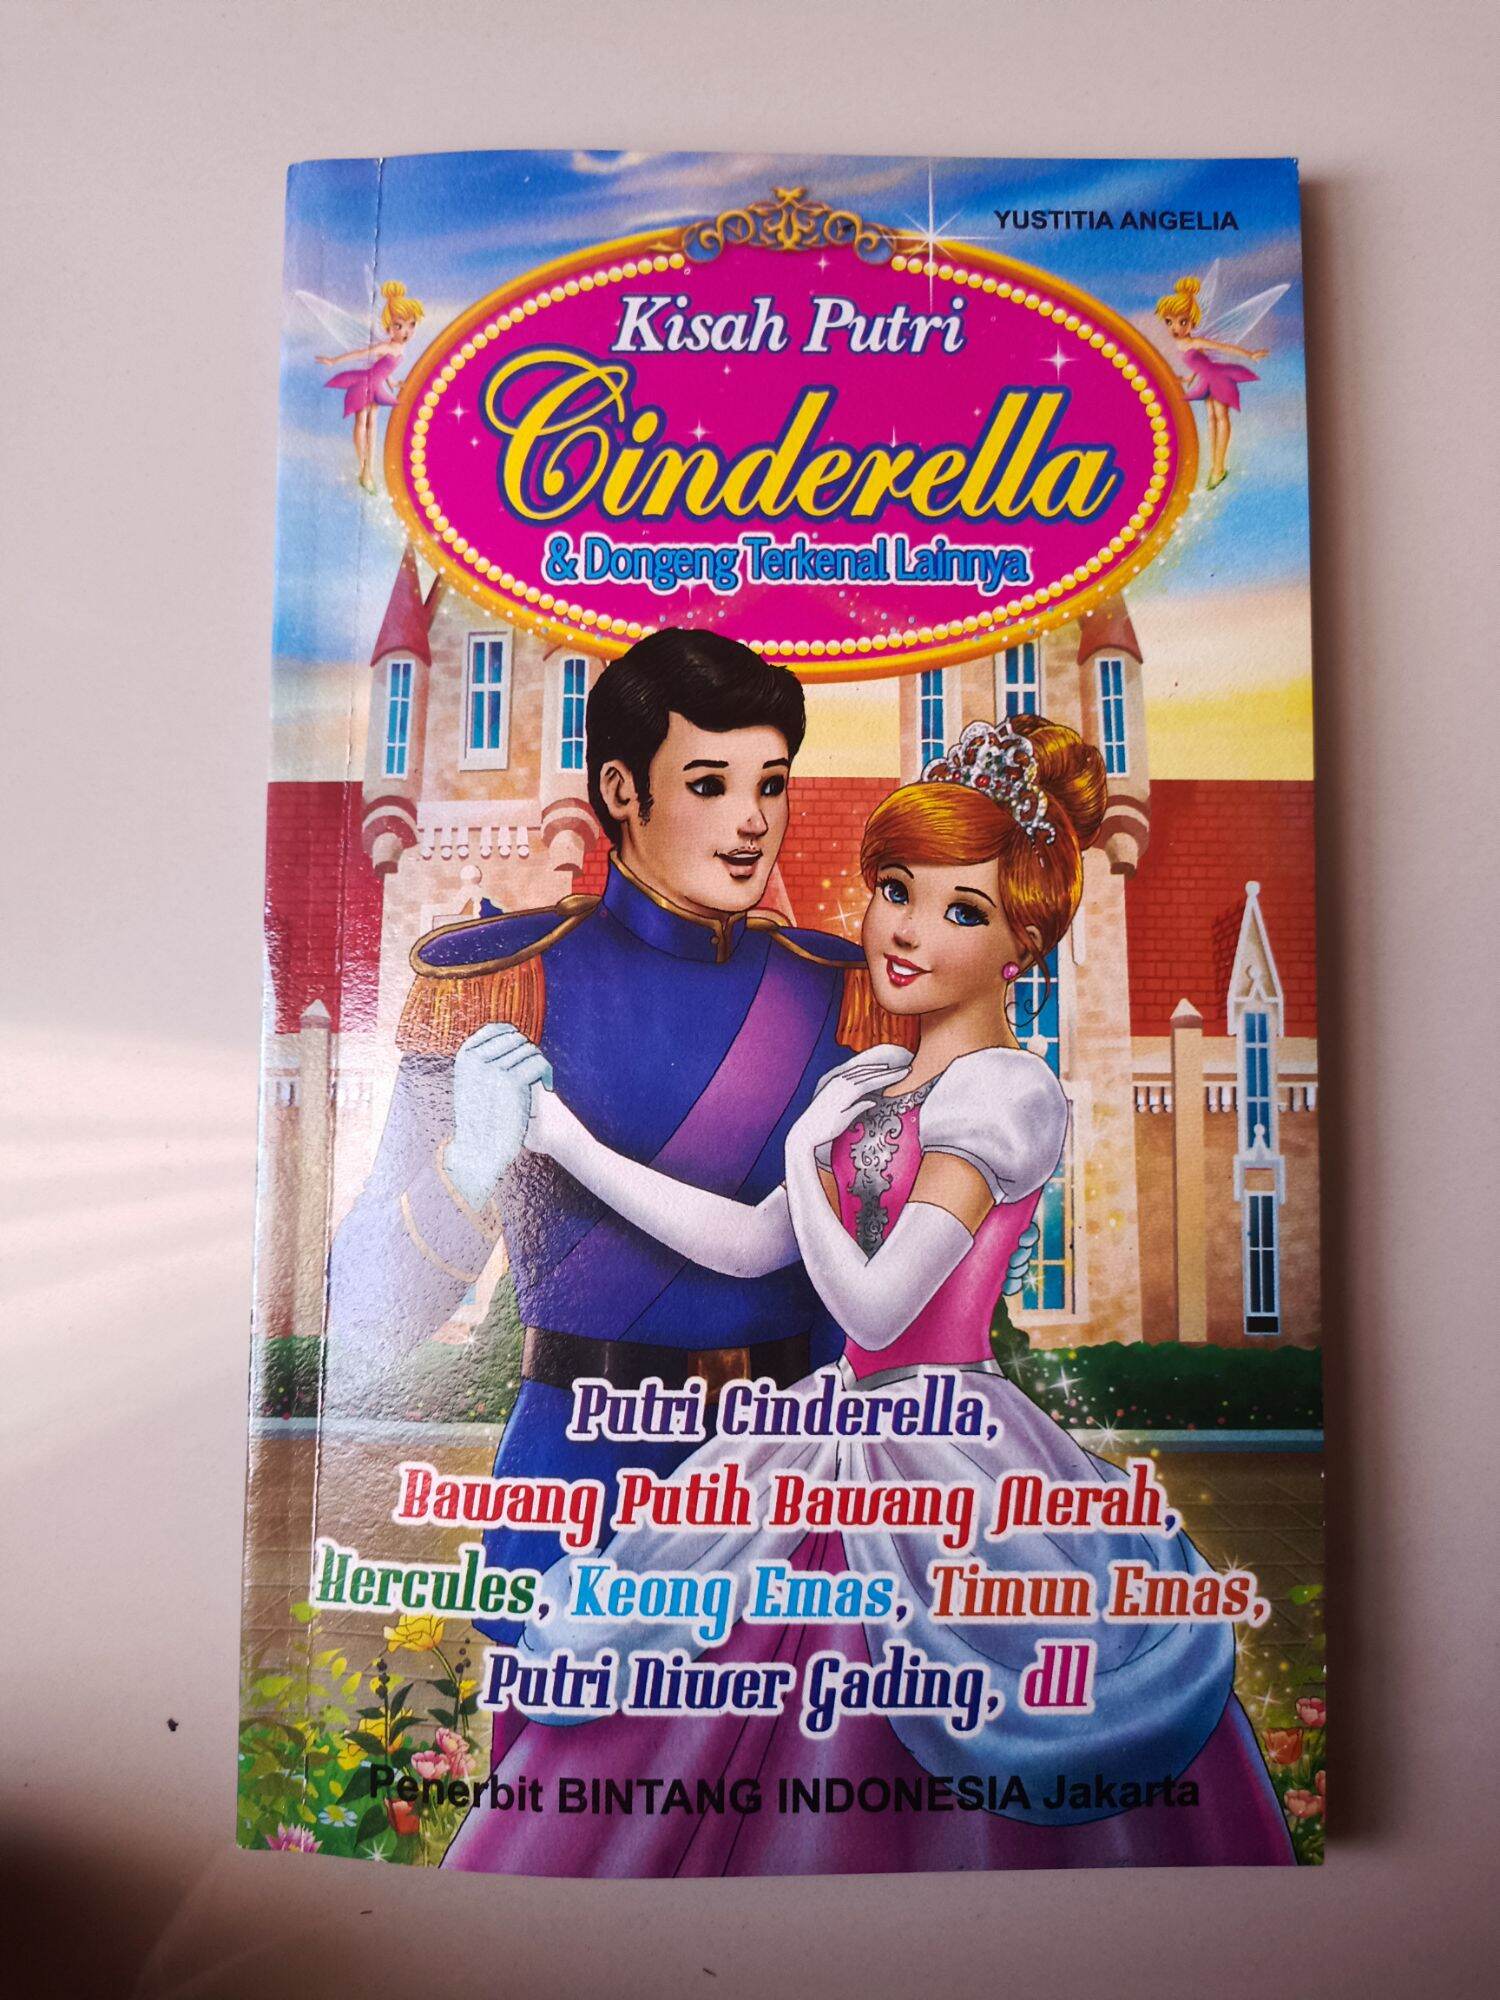 YUSTITIA ANGELIA
Kisah Putri
Cinderella
& Dongeng Terkenal Lainnya
Putri Cinderella,
Bawang Putih Bawang Merah,
Hercules, Keong Emas, Timun Emas,
Putri Niwer Gading, dll
Penerbit BINTANG INDONESIA Jakarta